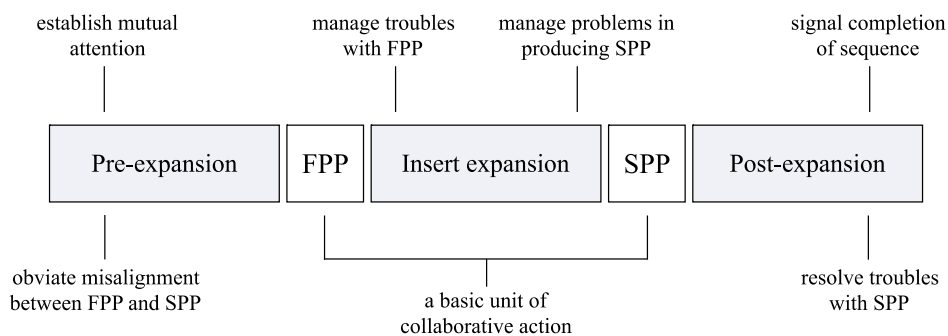 establish mutual
attention
manage troubles
with FPP
manage problems in
producing SPP
signal completion
of sequence
Pre-expansion
FPP
Insert expansion
SPP
Post-expansion
obviate misalignment
between FPP and SPP
a basic unit of
collaborative action
resolve troubles
with SPP